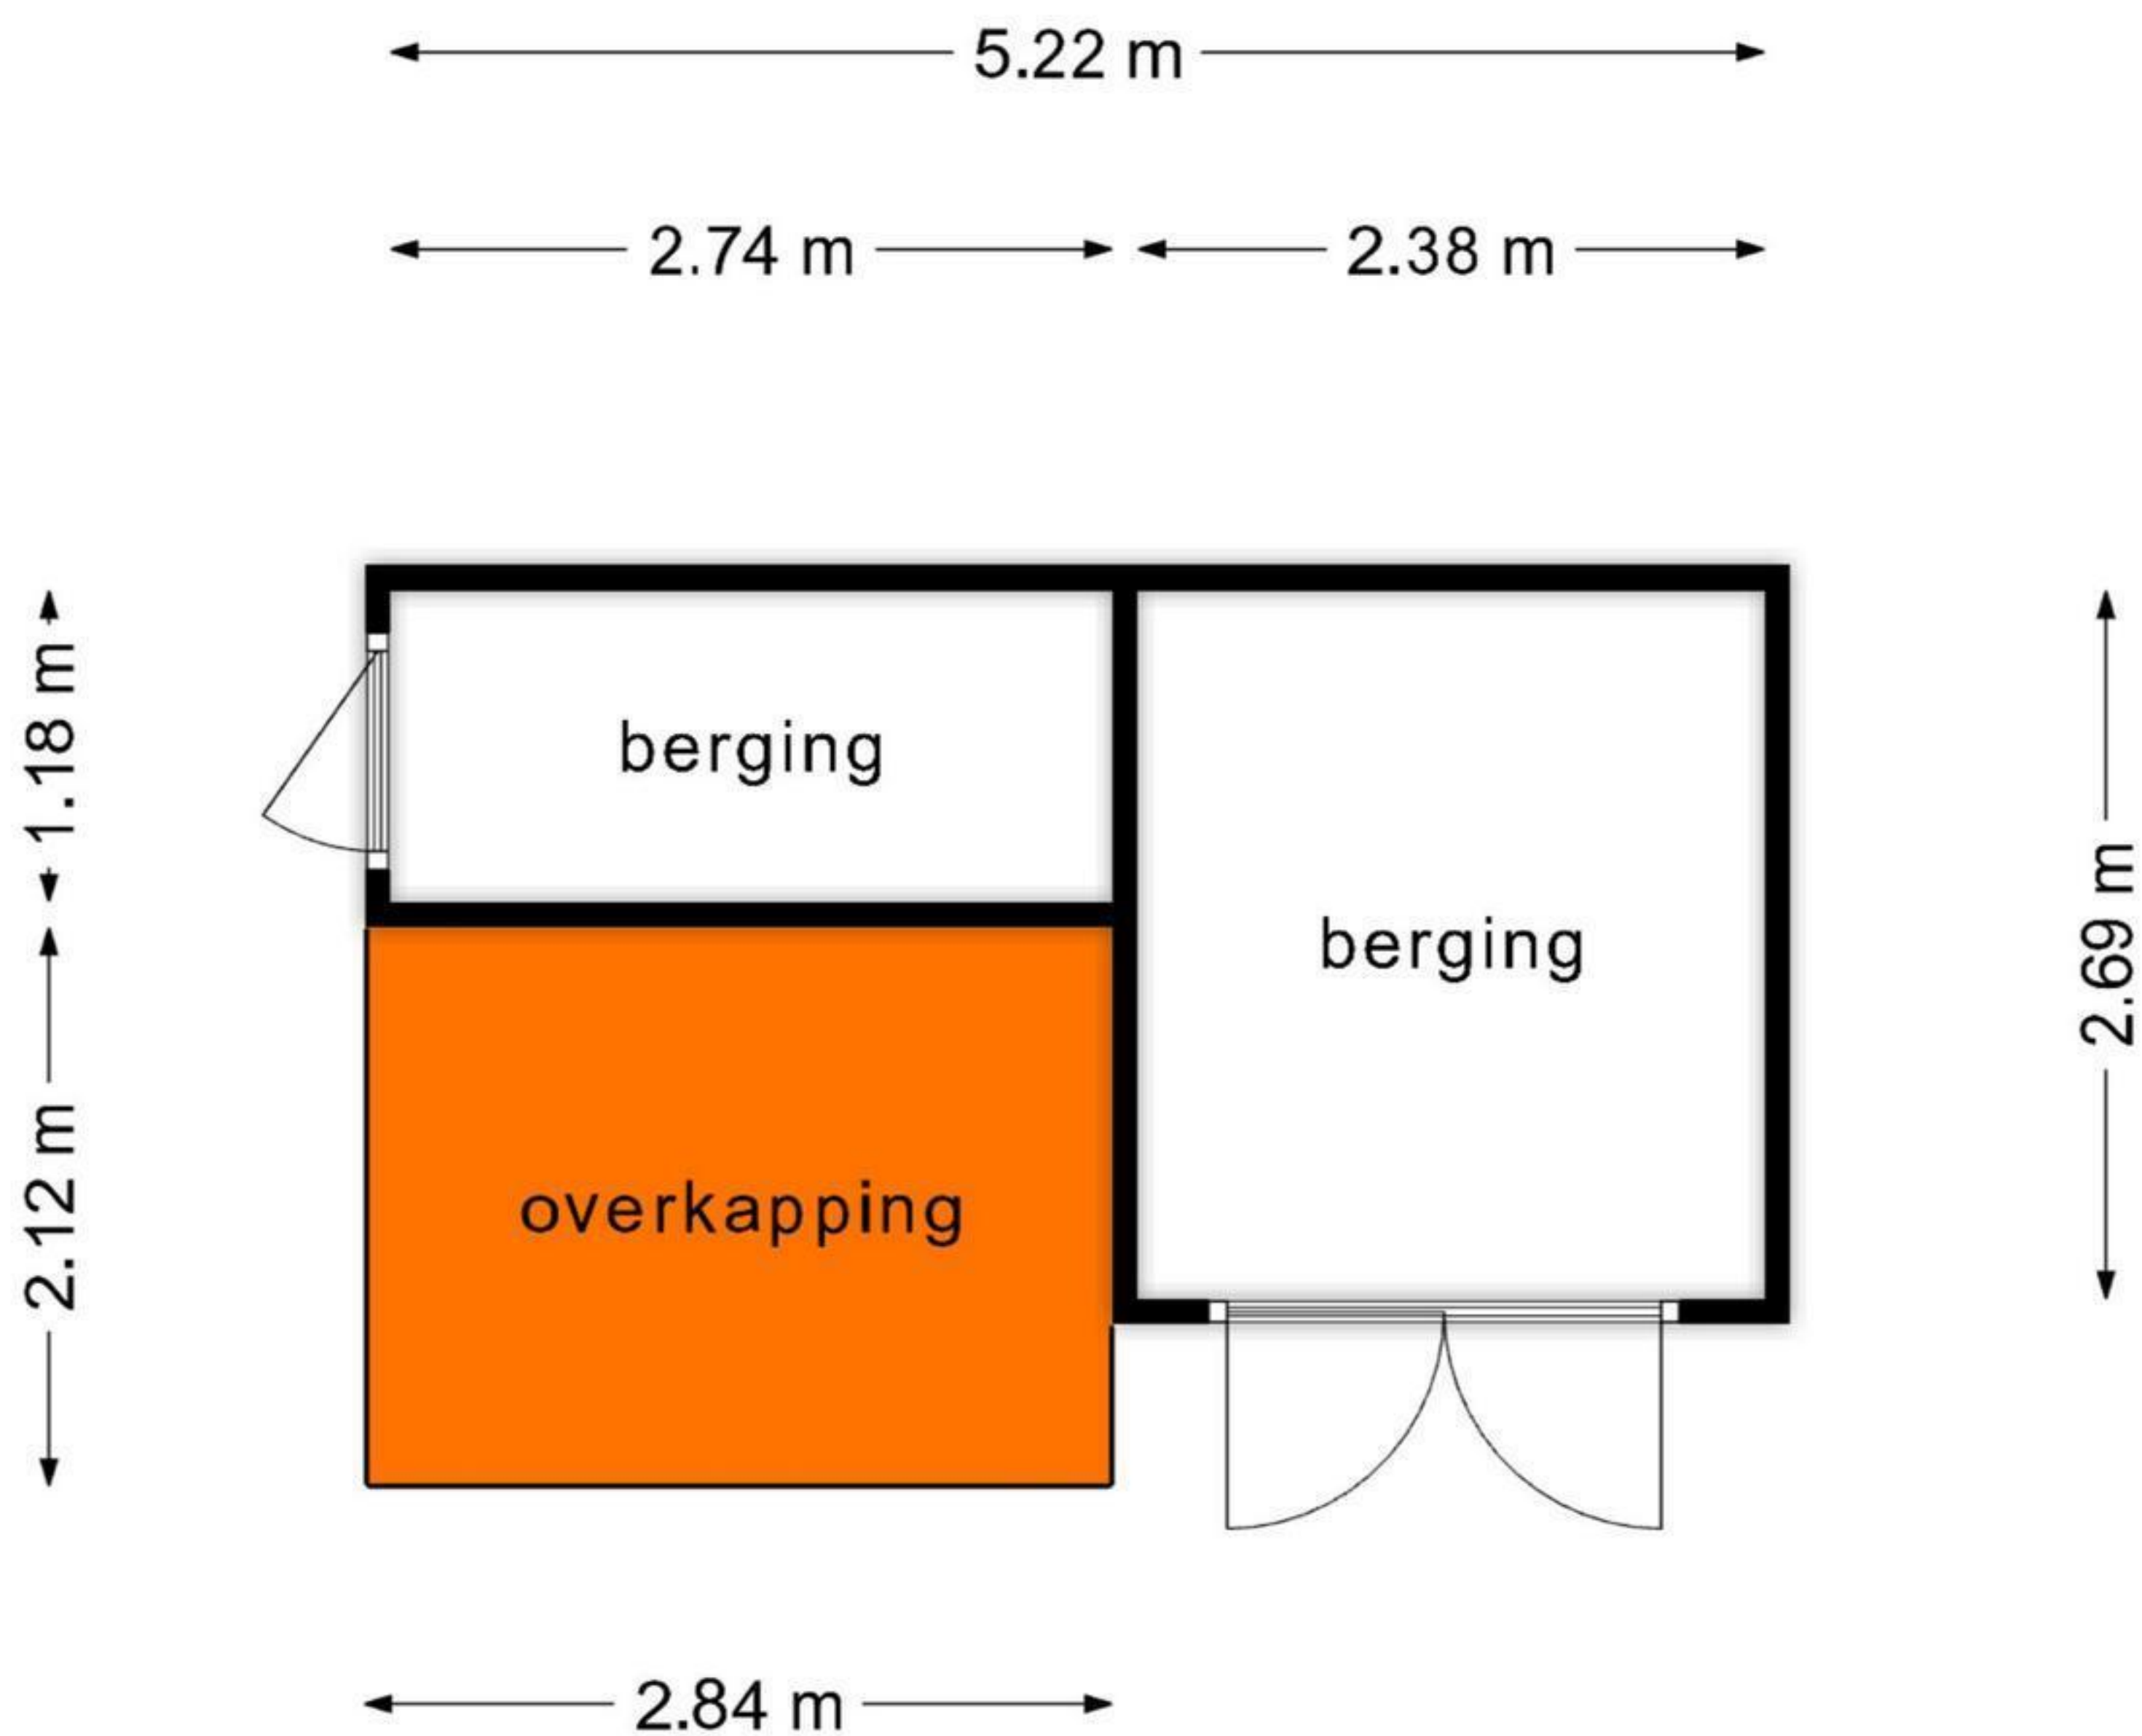 5.22 m
2.74 m
2.38 m
1.18 m
berging
berging
2.69 m
2.12 m
overkapping
2.84 m